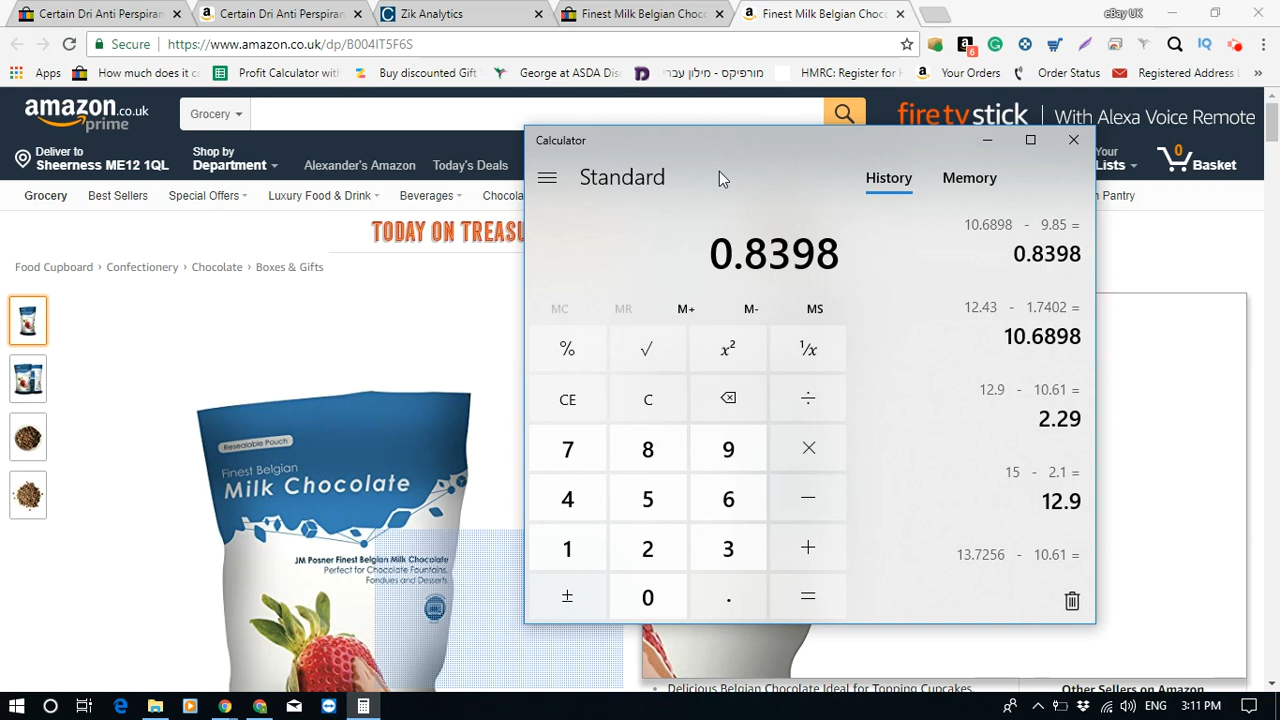 Certain Dri Anti Perspiran
Certain Dri Anti Perspiran
Zik Analytics
Finest Milk Belgian Choc
Finest Milk Belgian Choc
eBay UK
Secure
https://www.amazon.co.uk/dp/B004IT5F6S
6
Apps
How much does it c
Profit Calculator with
Buy discounted Gift
George at ASDA Dis
מורפיקס - מילון עברי
HMRC: Register for
Your Orders
Order Status
Registered Address
»
amazon.co.uk
prime
Grocery
fire tv stick
With Alexa Voice Remote
Deliver to
Sheerness ME12 1QL
Shop by
Department
Alexander's Amazon
Today's Deals
Your
Lists
0
Basket
Grocery
Best Sellers
Special Offers
Luxury Food & Drink
Beverages
Chocola
Pantry
TODAY ON TREASU
Food Cupboard › Confectionery › Chocolate › Boxes & Gifts
Resealable Pouch
Finest Belgian
Milk Chocolate
JM Posner Finest Belgian Milk Chocolate
Perfect for Chocolate Fountains,
Fondues and Desserts
Calculator
Standard
History
Memory
0.8398
10.6898 - 9.85 =
0.8398
12.43 - 1.7402 =
10.6898
12.9 - 10.61 =
2.29
15 - 2.1 =
12.9
13.7256 - 10.61 =
MC MR M+ M- MS
% √ x² ¹/x
CE C ÷
7 8 9 ×
4 5 6 −
1 2 3 +
± 0 . =
Delicious Belgian Chocolate Ideal for Topping Cupcakes,
Other Sellers on Amazon
ENG
3:11 PM